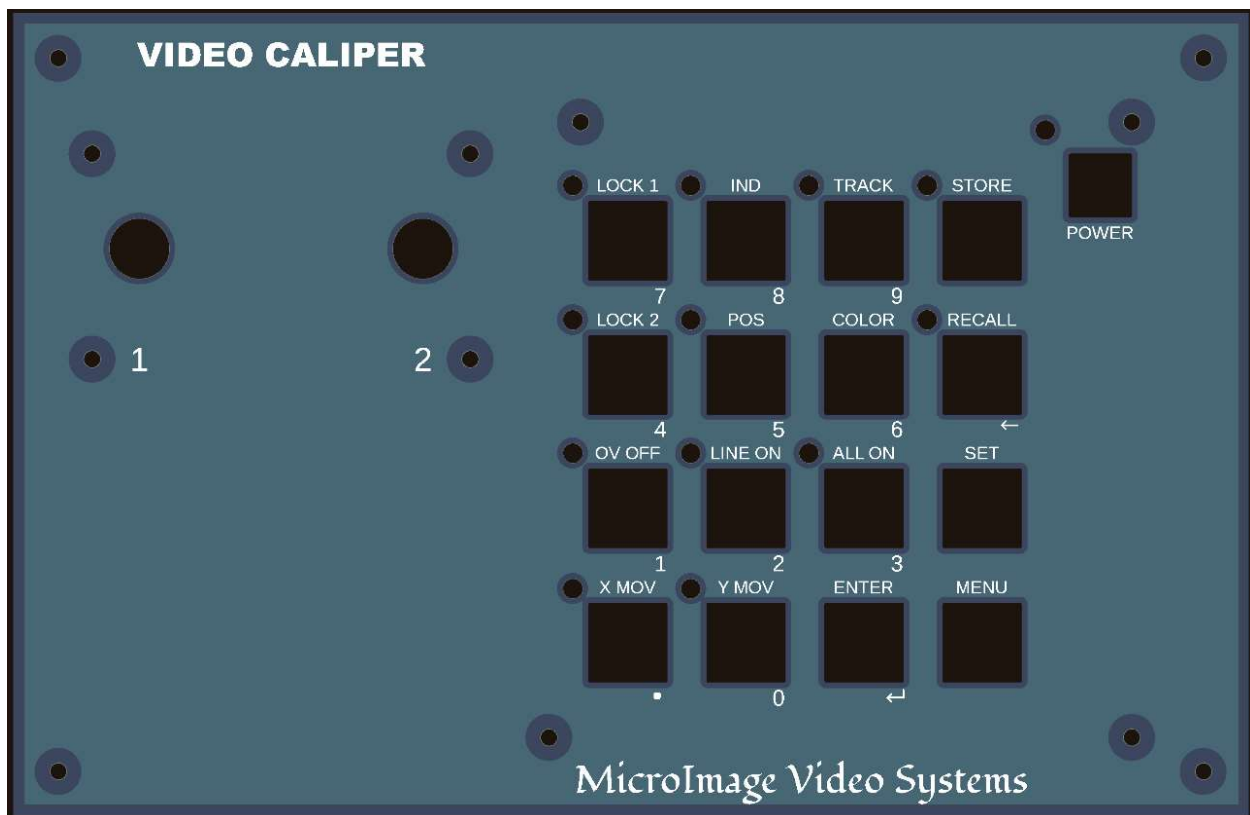 VIDEO CALIPER
LOCK 1 IND TRACK STORE
POWER
7 8 9
LOCK 2 POS COLOR RECALL
1 2
4 5 6 ←
OV OFF LINE ON ALL ON SET
1 2 3
X MOV Y MOV ENTER MENU
. 0 ↵
MicroImage Video Systems